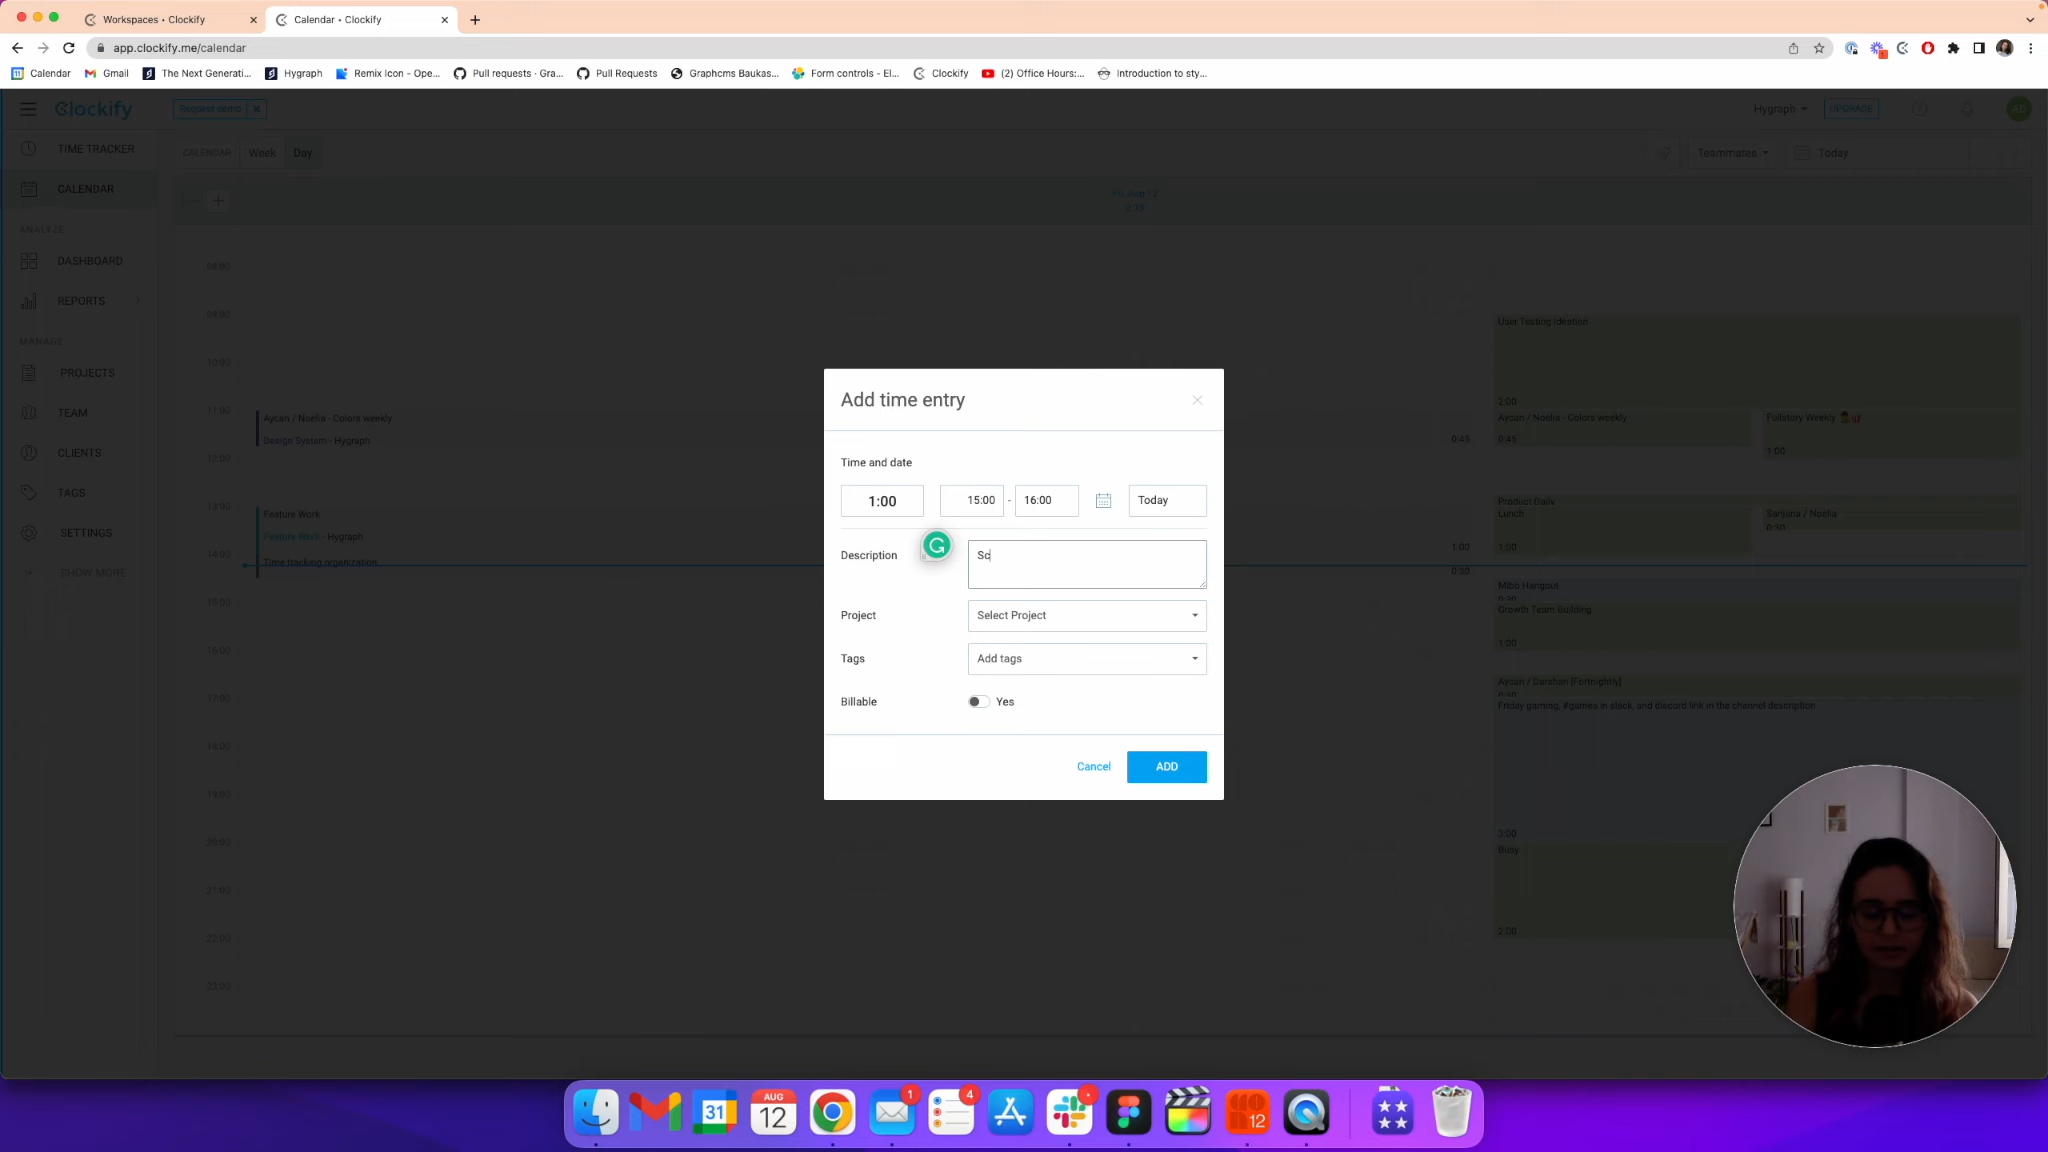 Workspaces • Clockify
Calendar • Clockify
app.clockify.me/calendar
Calendar
Gmail
The Next Generati...
Hygraph
Remix Icon - Ope...
Pull requests · Gra...
Pull Requests
Graphcms Baukas...
Form controls - El...
Clockify
(2) Office Hours:...
Introduction to sty...
Clockify
Request demo
Hygraph
UPGRADE
AD
TIME TRACKER
CALENDAR
Week
Day
Teammates
Today
CALENDAR
Fri, Aug 12
ANALYZE
DASHBOARD
REPORTS
MANAGE
PROJECTS
TEAM
CLIENTS
TAGS
SETTINGS
SHOW MORE
08:00
09:00
10:00
11:00
12:00
13:00
14:00
15:00
16:00
17:00
18:00
19:00
20:00
21:00
22:00
23:00
Aycan / Noelia - Colors weekly
Design System - Hygraph
0:45
Feature Work
Feature Work - Hygraph
1:00
Time tracking organization
0:30
User Testing Ideation
2:00
Aycan / Noelia - Colors weekly
0:45
Fullstory Weekly
1:00
Product Daily
Lunch
1:00
Sanjana / Noelia
0:30
Mibo Hangout
0:30
Growth Team Building
1:00
Aycan / Darshan [Fortnightly]
0:30
Friday gaming, #games in slack, and discord link in the channel description
3:00
Busy
2:00
Add time entry
Time and date
1:00
15:00 - 16:00
Today
Description
Sc
Project
Select Project
Tags
Add tags
Billable
Yes
Cancel
ADD
31
AUG
12
1
4
12